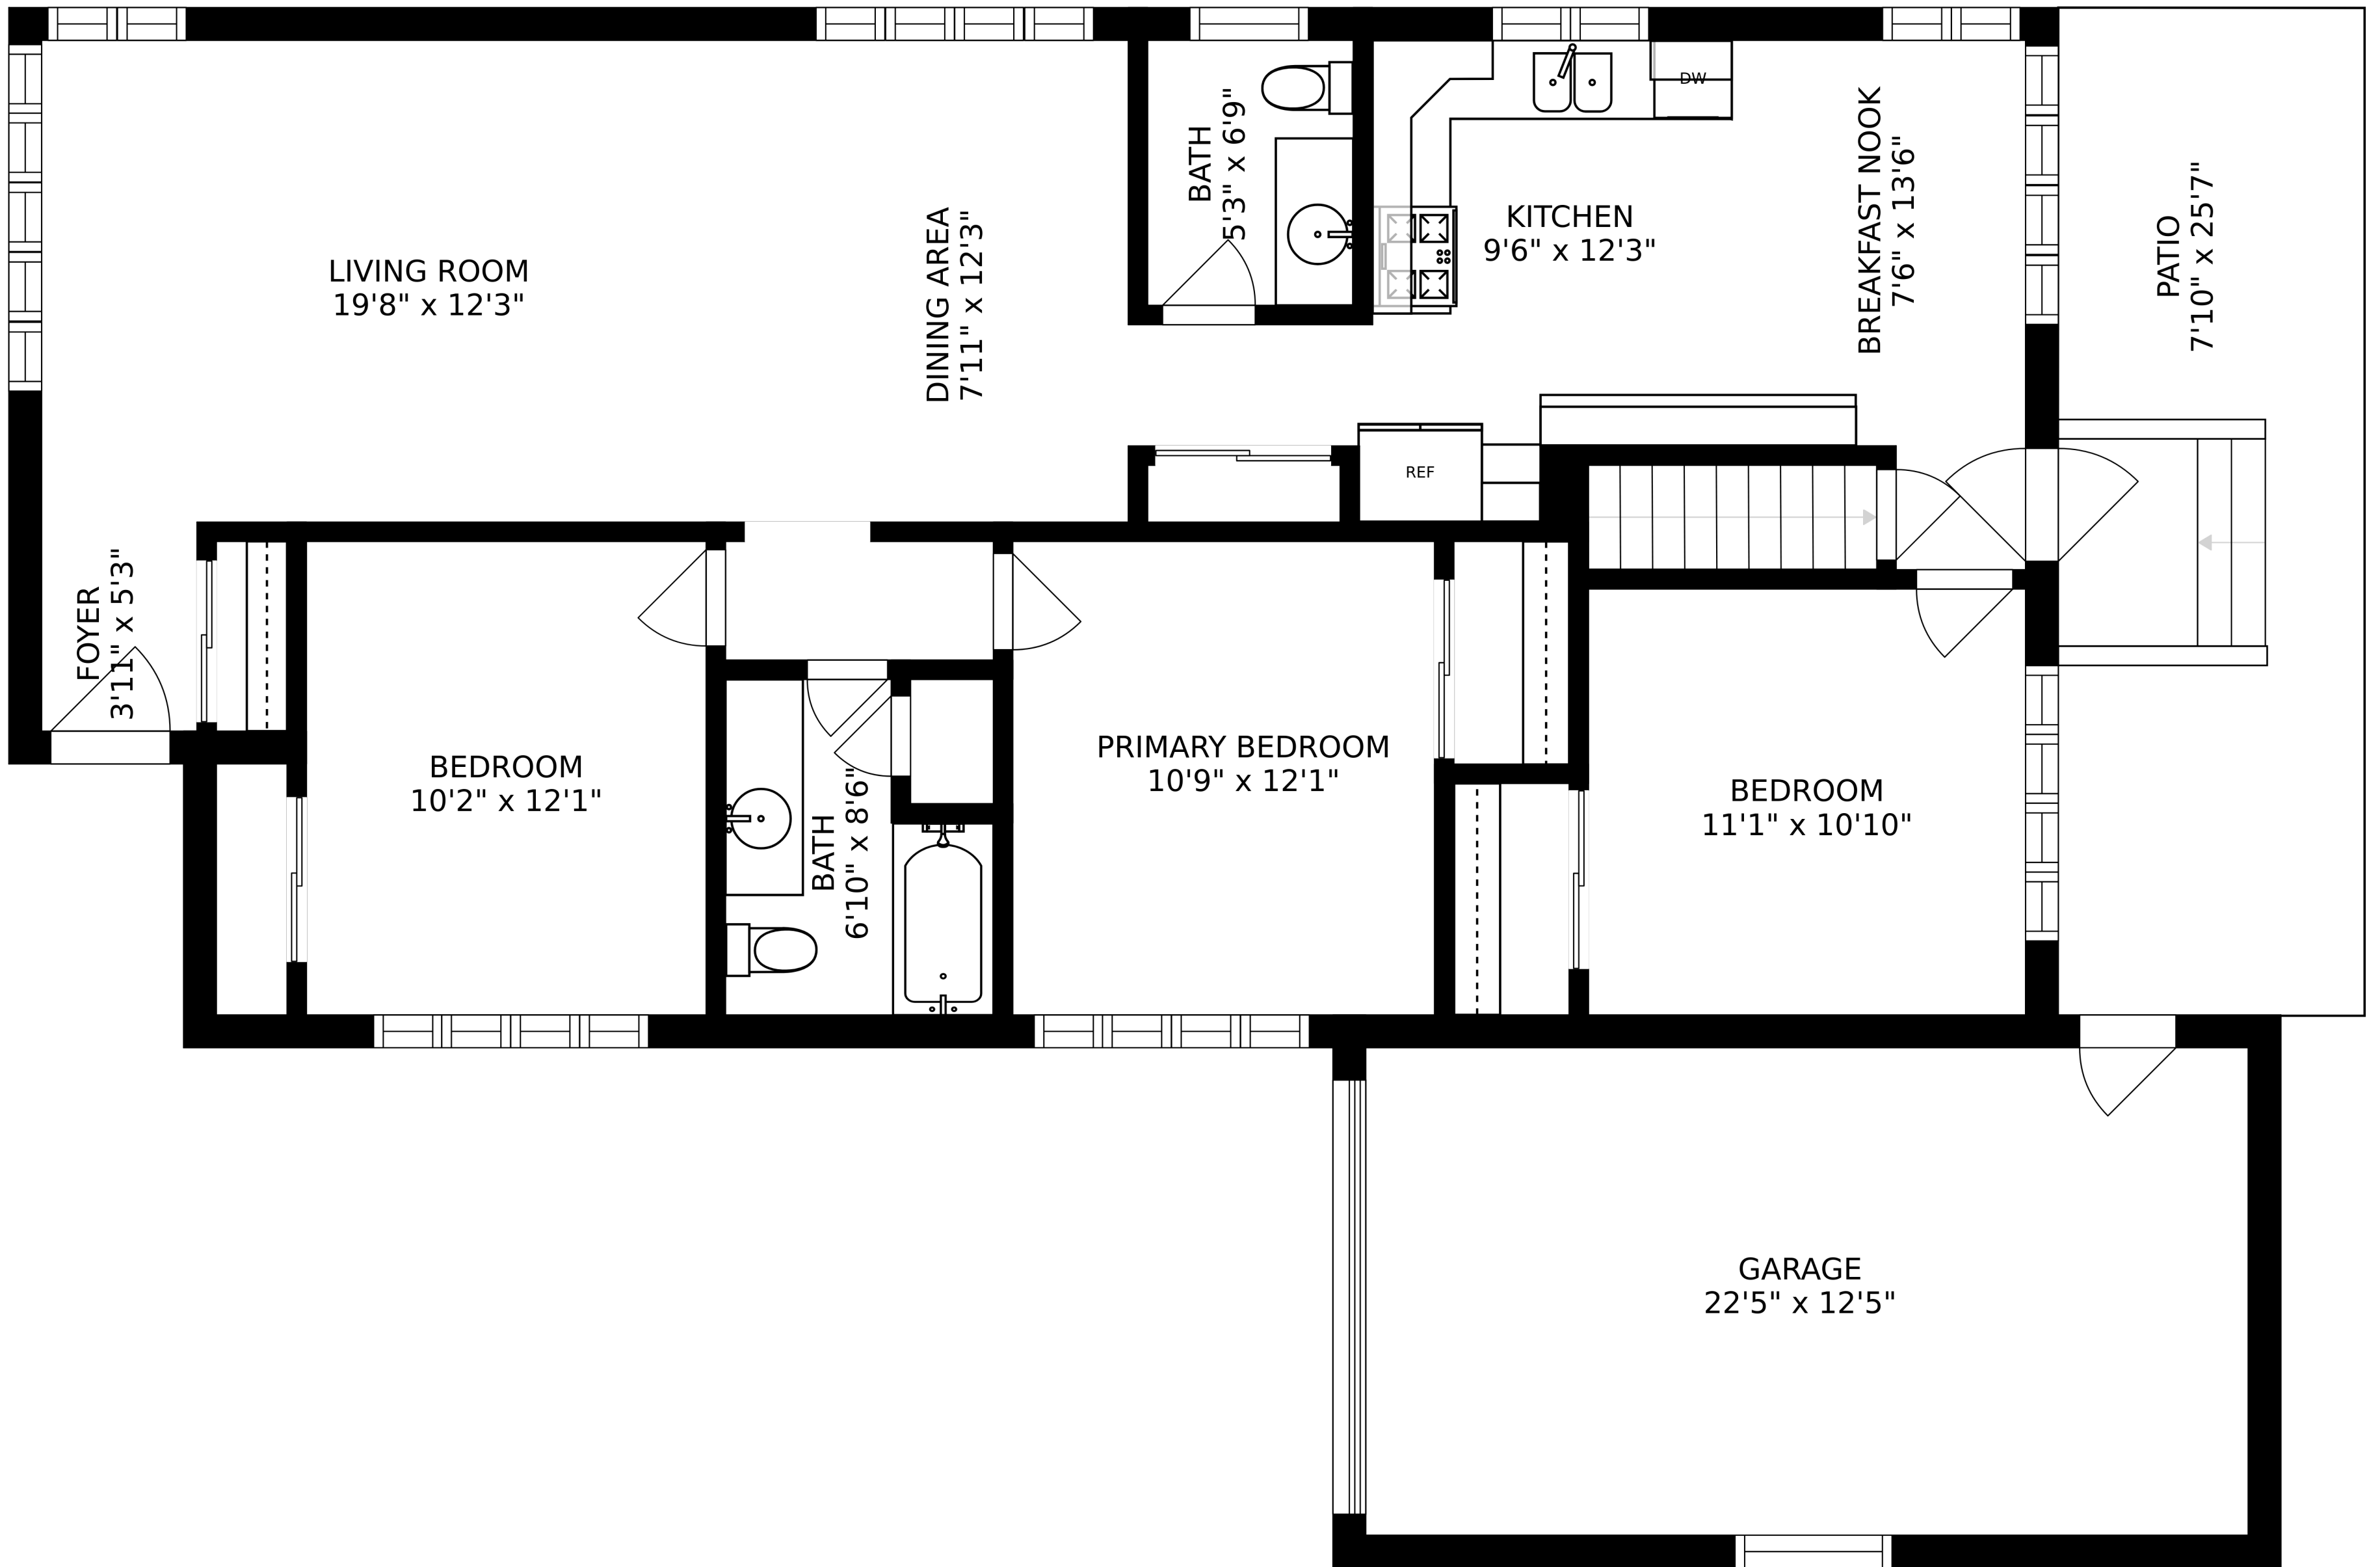 LIVING ROOM
19'8" x 12'3"
DINING AREA
7'11" x 12'3"
BATH
5'3" x 6'9"
DW
KITCHEN
9'6" x 12'3"
BREAKFAST NOOK
7'6" x 13'6"
PATIO
7'10" x 25'7"
REF
FOYER
3'11" x 5'3"
BEDROOM
10'2" x 12'1"
BATH
6'10" x 8'6"
PRIMARY BEDROOM
10'9" x 12'1"
BEDROOM
11'1" x 10'10"
GARAGE
22'5" x 12'5"